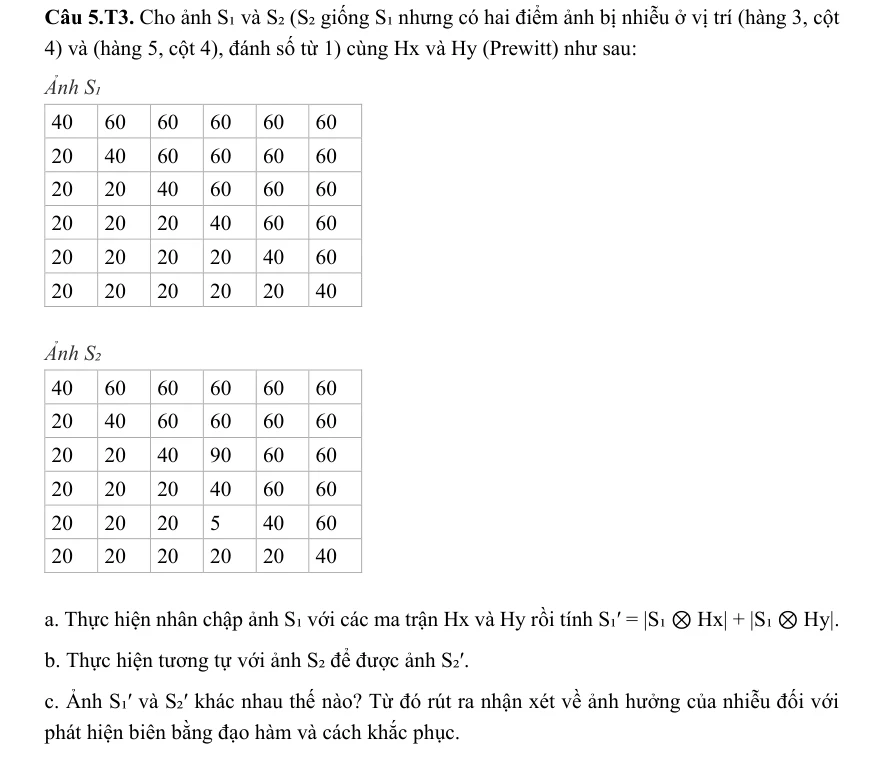 Câu 5.T3. Cho ảnh S₁ và S₂ (S₂ giống S₁ nhưng có hai điểm ảnh bị nhiễu ở vị trí (hàng 3, cột
4) và (hàng 5, cột 4), đánh số từ 1) cùng Hx và Hy (Prewitt) như sau:
Ảnh S₁
40 60 60 60 60 60
20 40 60 60 60 60
20 20 40 60 60 60
20 20 20 40 60 60
20 20 20 20 40 60
20 20 20 20 20 40
Ảnh S₂
40 60 60 60 60 60
20 40 60 60 60 60
20 20 40 90 60 60
20 20 20 40 60 60
20 20 20 5 40 60
20 20 20 20 20 40
a. Thực hiện nhân chập ảnh S₁ với các ma trận Hx và Hy rồi tính S₁′ = |S₁ ⊗ Hx| + |S₁ ⊗ Hy|.
b. Thực hiện tương tự với ảnh S₂ để được ảnh S₂′.
c. Ảnh S₁′ và S₂′ khác nhau thế nào? Từ đó rút ra nhận xét về ảnh hưởng của nhiễu đối với
phát hiện biên bằng đạo hàm và cách khắc phục.